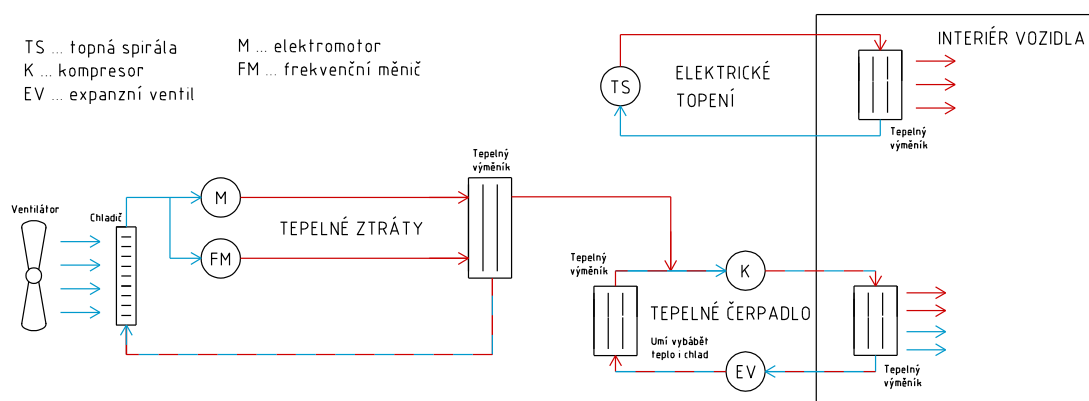 TS ... topná spirála
K ... kompresor
EV ... expanzní ventil
M ... elektromotor
FM ... frekvenční měnič
INTERIÉR VOZIDLA
TS
ELEKTRICKÉ
TOPENÍ
Tepelný
výměník
Tepelný
výměník
Ventilátor
Chladič
M
TEPELNÉ ZTRÁTY
FM
Tepelný
výměník
K
TEPELNÉ ČERPADLO
Umí vybábět
teplo i chlad
EV
Tepelný
výměník